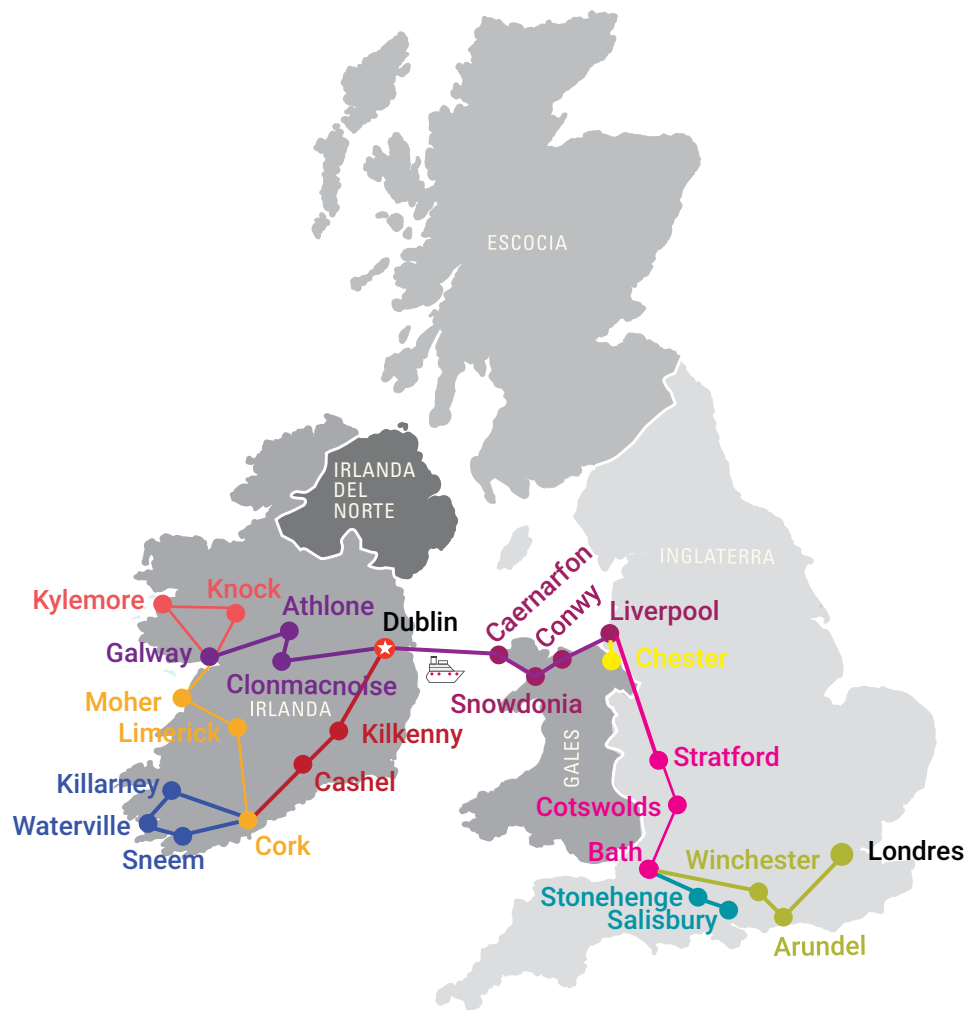 ESCOCIA
IRLANDA
DEL
NORTE
INGLATERRA
Caernarfon
Conwy
Knock
Kylemore
Athlone
Liverpool
Dublin
Galway
Chester
Clonmacnoise
Moher
Snowdonia
IRLANDA
Limerick
Kilkenny
GALES
Stratford
Killarney
Cashel
Cotswolds
Waterville
Cork
Sneem
Bath
Winchester
Londres
Stonehenge
Salisbury
Arundel